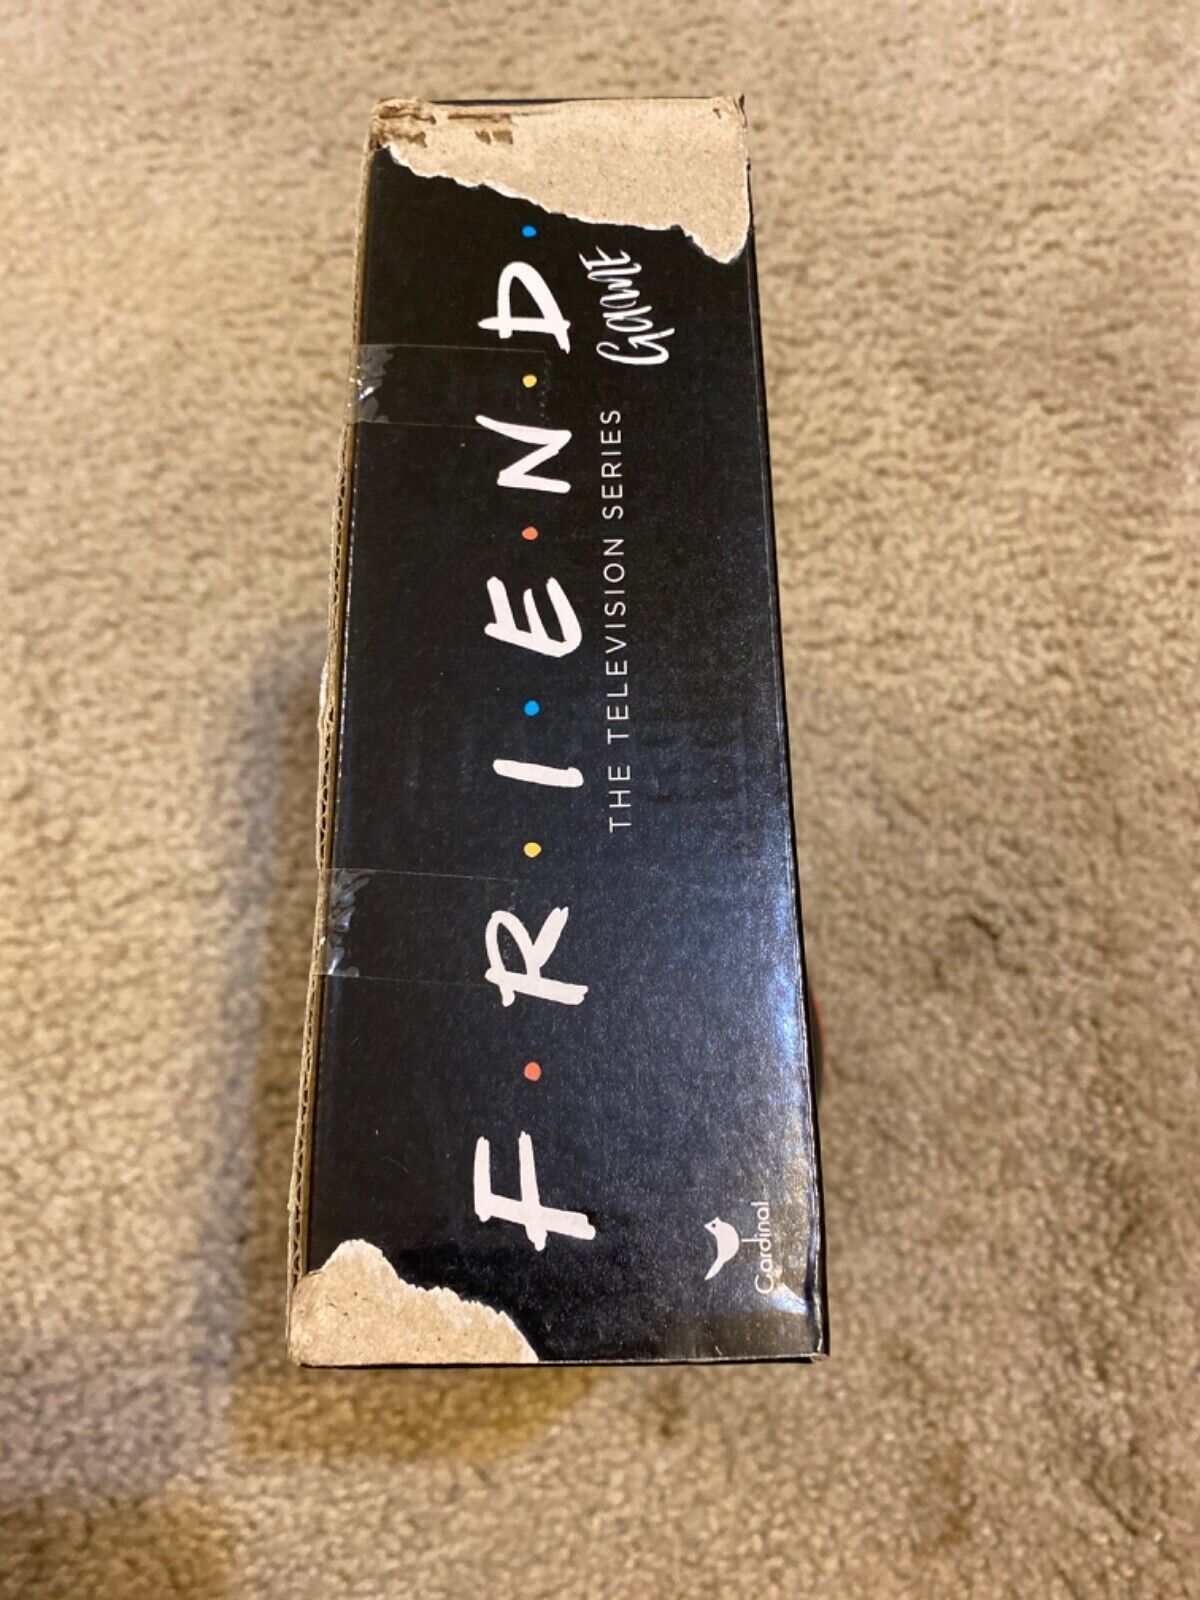 F·R·I·E·N·D·
THE TELEVISION SERIES GAME
Cardinal